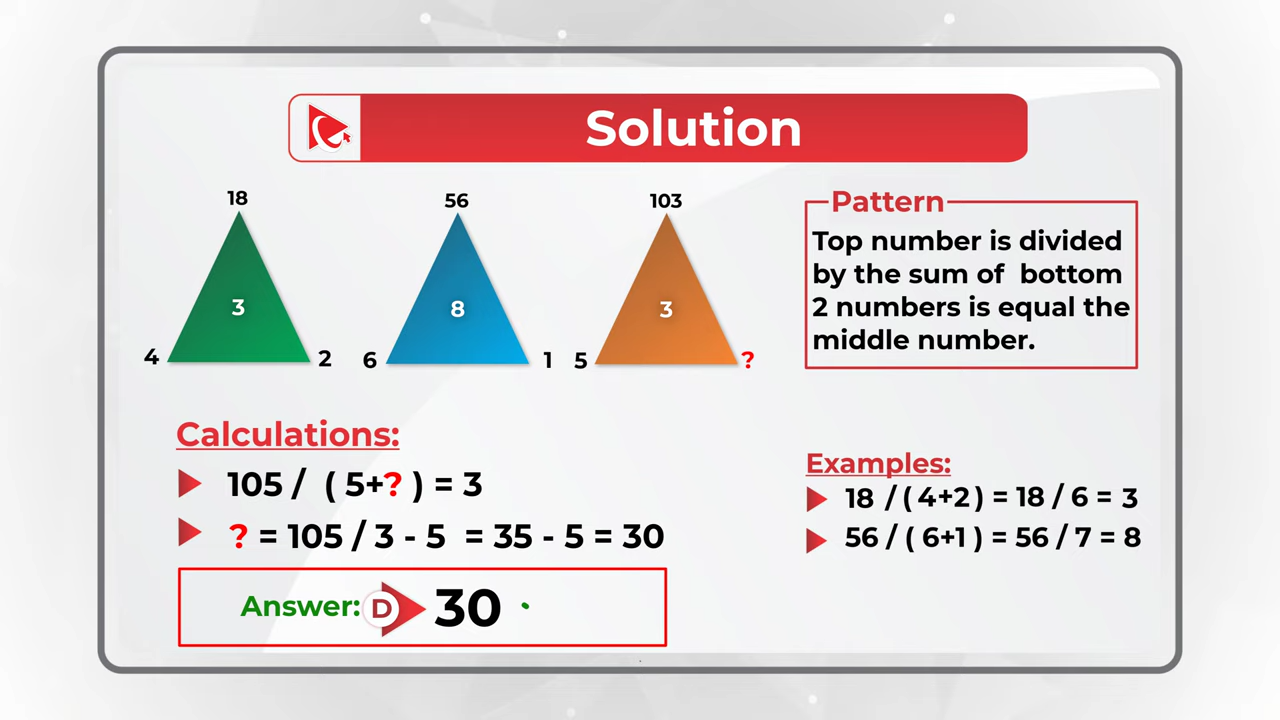 Solution
18
56
103
3
8
3
4
2
6
1
5
?
Pattern
Top number is divided
by the sum of bottom
2 numbers is equal the
middle number.
Calculations:
105 / ( 5+? ) = 3
? = 105 / 3 - 5 = 35 - 5 = 30
Answer: D 30
Examples:
18 / ( 4+2 ) = 18 / 6 = 3
56 / ( 6+1 ) = 56 / 7 = 8